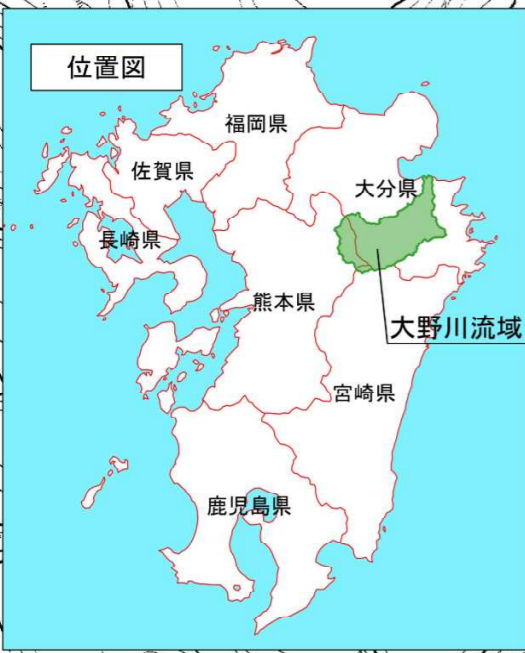 位置図
福岡県
佐賀県
大分県
長崎県
熊本県
大野川流域
宮崎県
鹿児島県